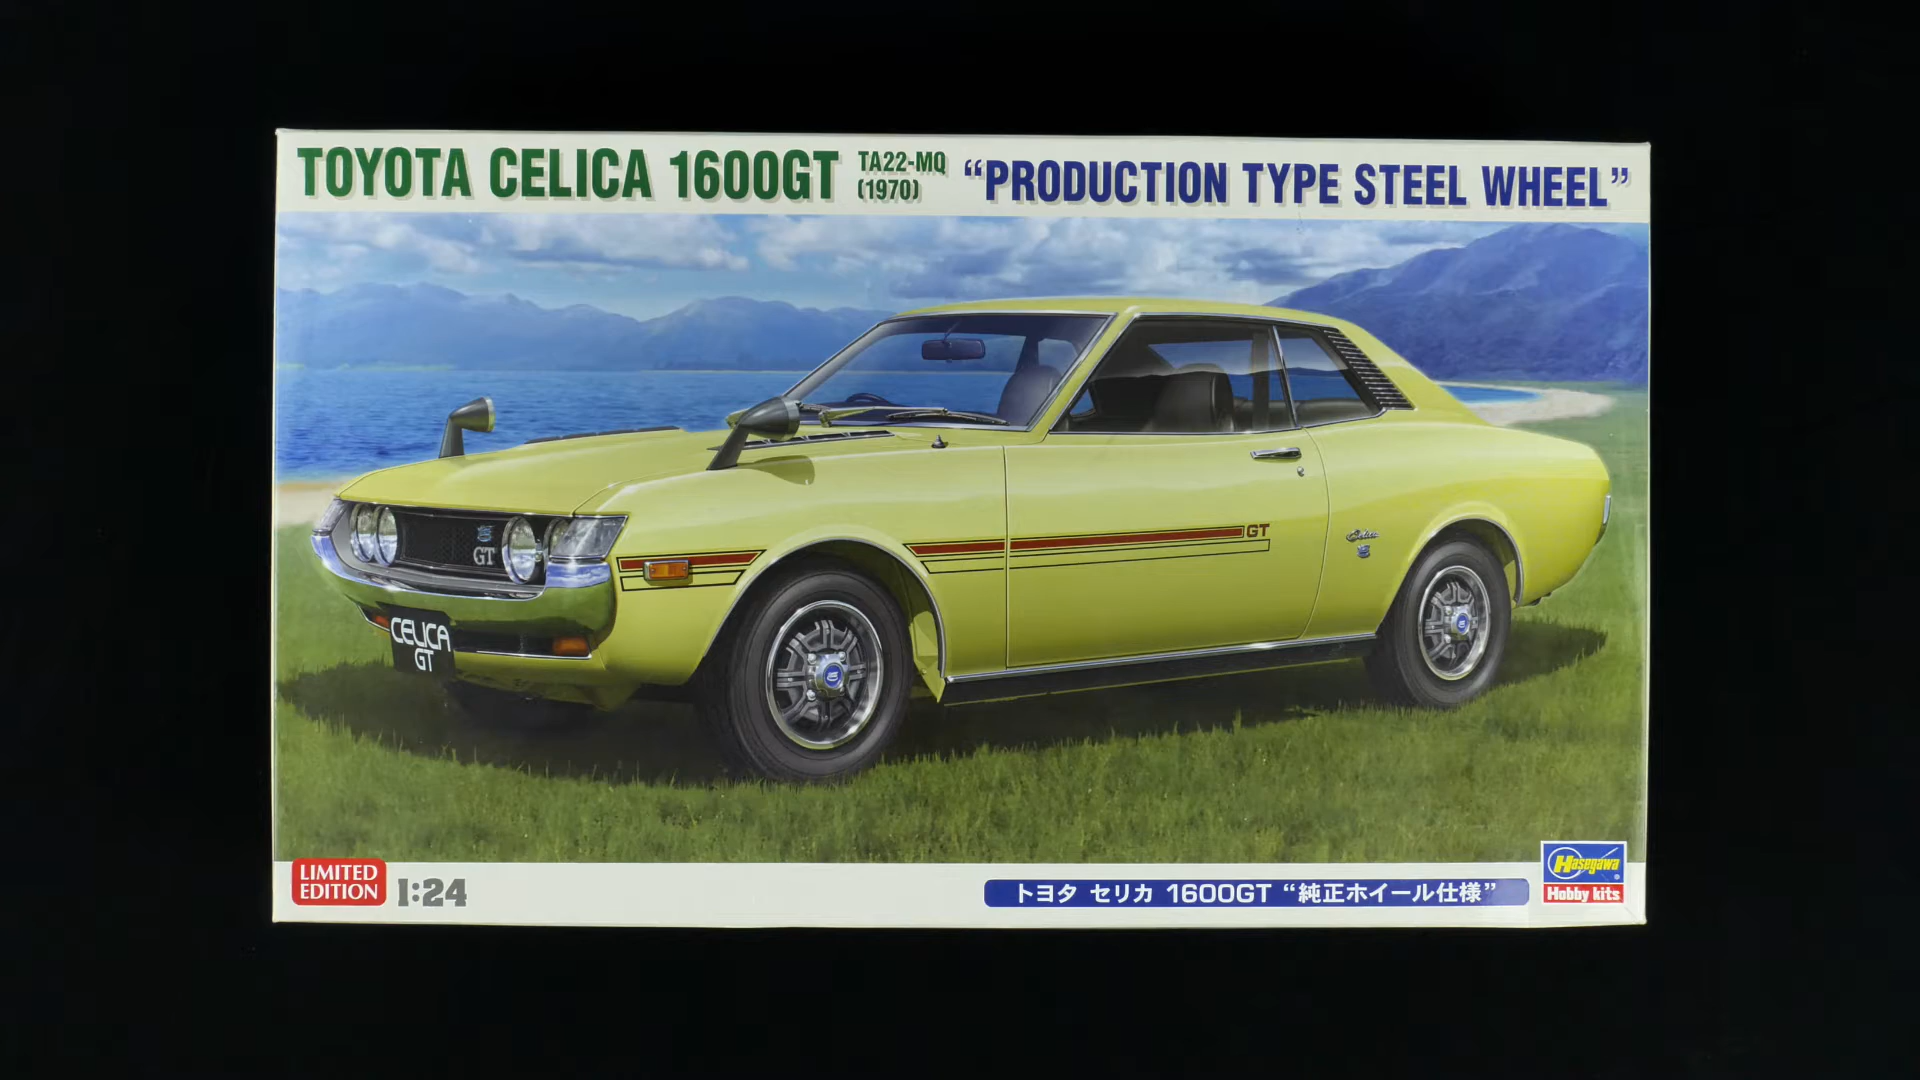 TOYOTA CELICA 1600GT TA22-MQ (1970) “PRODUCTION TYPE STEEL WHEEL”
GT
GT
Celica
CELICA
GT
LIMITED
EDITION
1:24
トヨタ セリカ 1600GT “純正ホイール仕様”
Hasegawa
Hobby kits